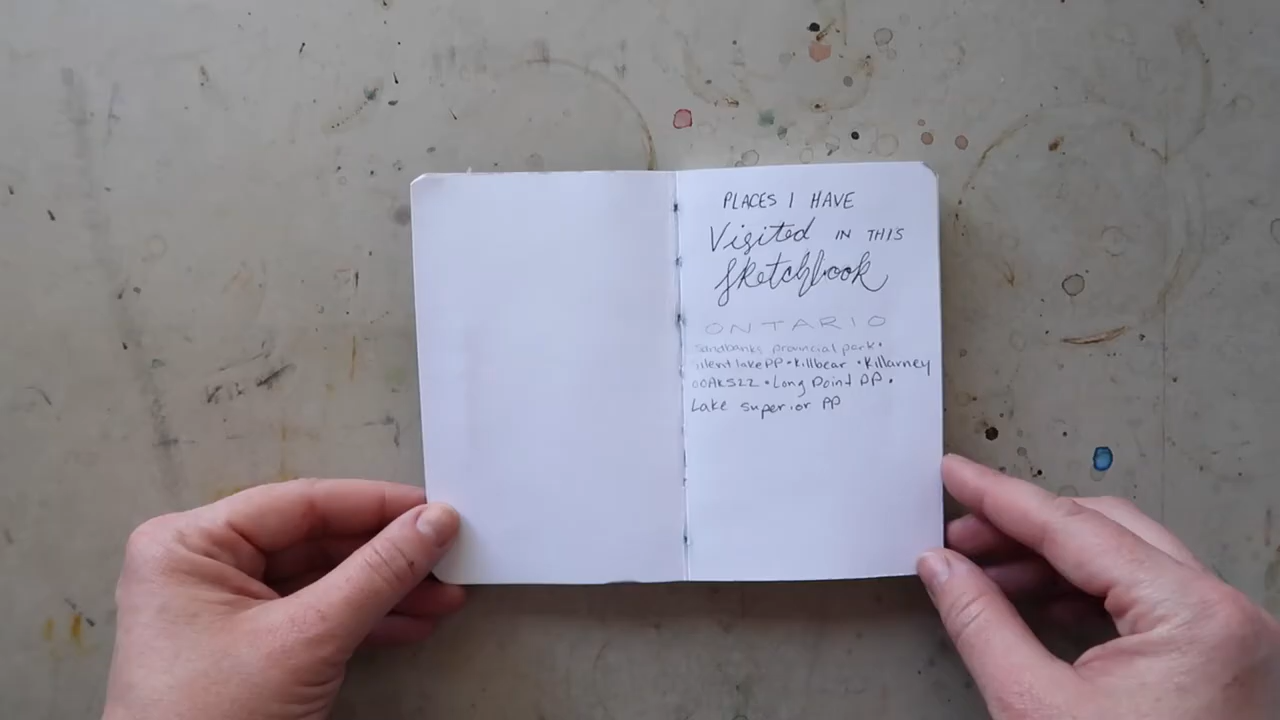 PLACES I HAVE
Visited IN THIS
Sketchbook
ONTARIO
Sandbanks provincial park •
silent lake PP • Killbear • Killarney
OOAKS22 • Long Point PP •
Lake superior PP